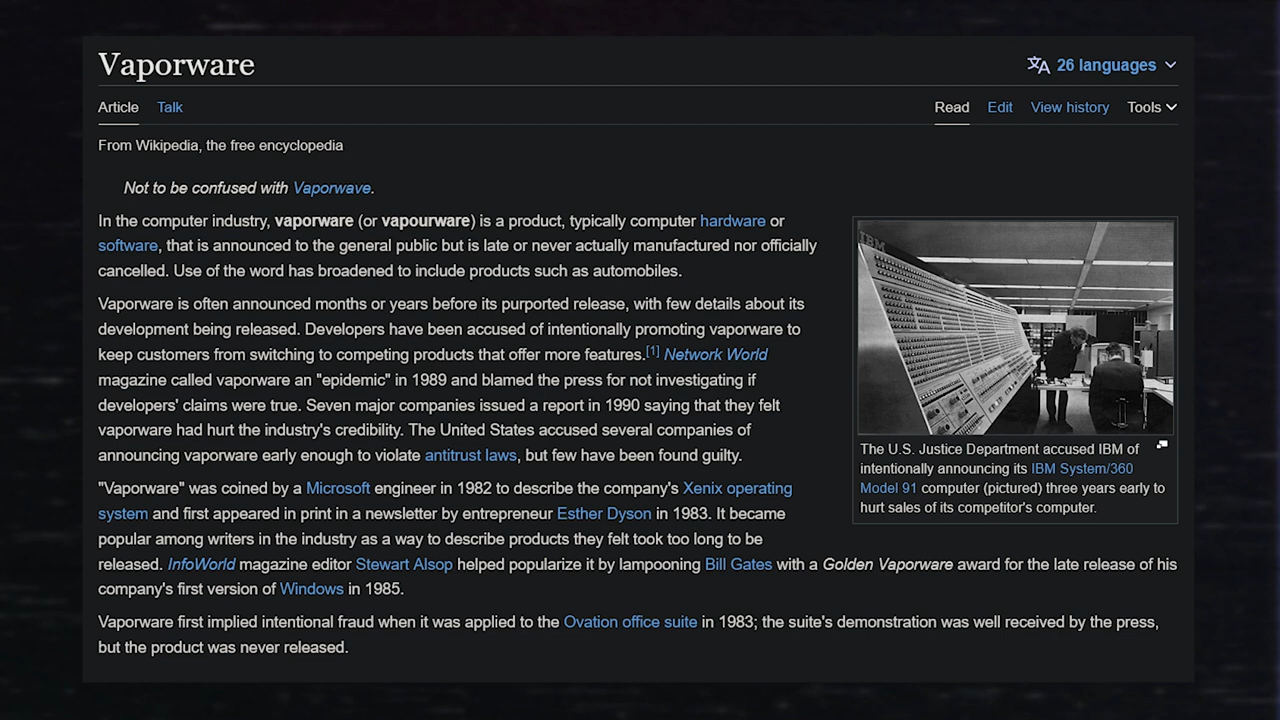 Vaporware
26 languages
Article Talk
Read Edit View history Tools
From Wikipedia, the free encyclopedia
Not to be confused with Vaporwave.
In the computer industry, vaporware (or vapourware) is a product, typically computer hardware or
software, that is announced to the general public but is late or never actually manufactured nor officially
cancelled. Use of the word has broadened to include products such as automobiles.
Vaporware is often announced months or years before its purported release, with few details about its
development being released. Developers have been accused of intentionally promoting vaporware to
keep customers from switching to competing products that offer more features.[1] Network World
magazine called vaporware an "epidemic" in 1989 and blamed the press for not investigating if
developers' claims were true. Seven major companies issued a report in 1990 saying that they felt
vaporware had hurt the industry's credibility. The United States accused several companies of
announcing vaporware early enough to violate antitrust laws, but few have been found guilty.
"Vaporware" was coined by a Microsoft engineer in 1982 to describe the company's Xenix operating
system and first appeared in print in a newsletter by entrepreneur Esther Dyson in 1983. It became
popular among writers in the industry as a way to describe products they felt took too long to be
released. InfoWorld magazine editor Stewart Alsop helped popularize it by lampooning Bill Gates with a Golden Vaporware award for the late release of his
company's first version of Windows in 1985.
Vaporware first implied intentional fraud when it was applied to the Ovation office suite in 1983; the suite's demonstration was well received by the press,
but the product was never released.
IBM
The U.S. Justice Department accused IBM of
intentionally announcing its IBM System/360
Model 91 computer (pictured) three years early to
hurt sales of its competitor's computer.